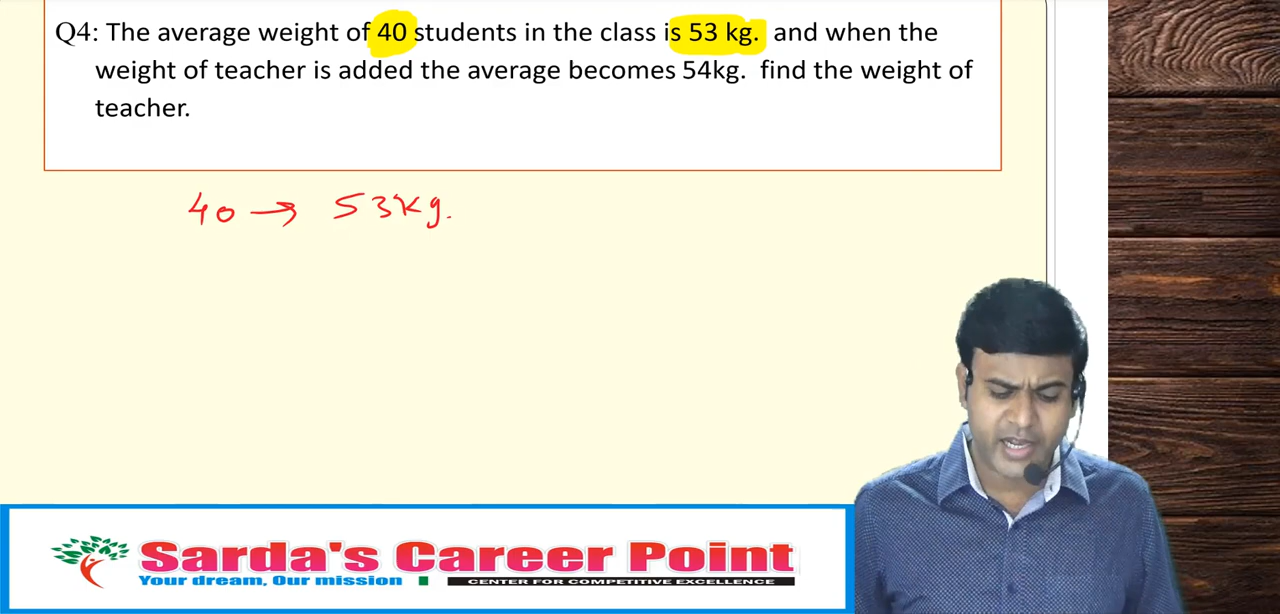 Q4: The average weight of 40 students in the class is 53 kg. and when the
weight of teacher is added the average becomes 54kg. find the weight of
teacher.
40 → 53kg.
Sarda's Career Point
Your dream, Our mission
CENTER FOR COMPETITIVE EXCELLENCE